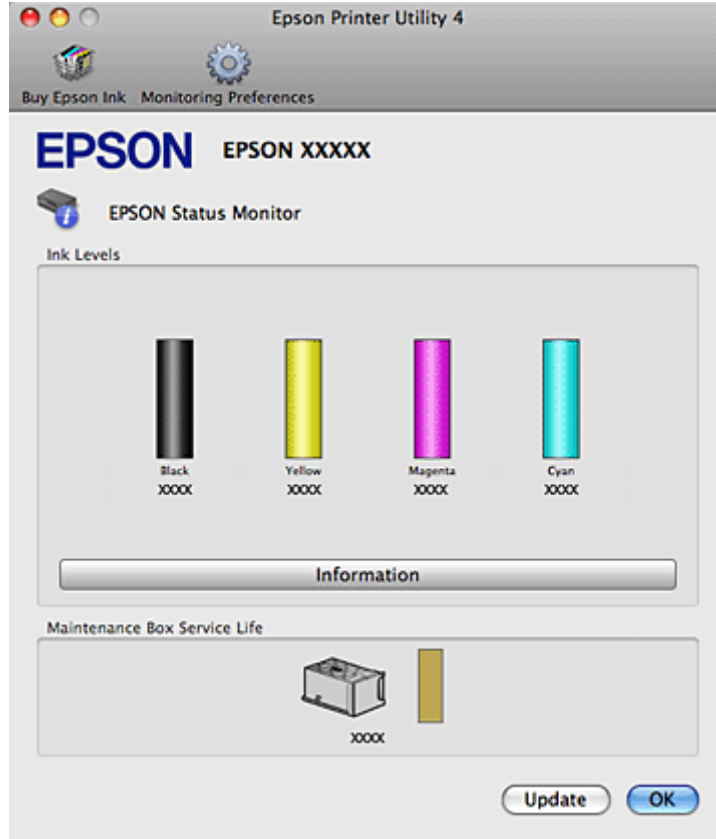 Epson Printer Utility 4
Buy Epson Ink Monitoring Preferences
EPSON EPSON XXXXX
EPSON Status Monitor
Ink Levels
Black Yellow Magenta Cyan
XXXX XXXX XXXX XXXX
Information
Maintenance Box Service Life
XXXX
Update OK